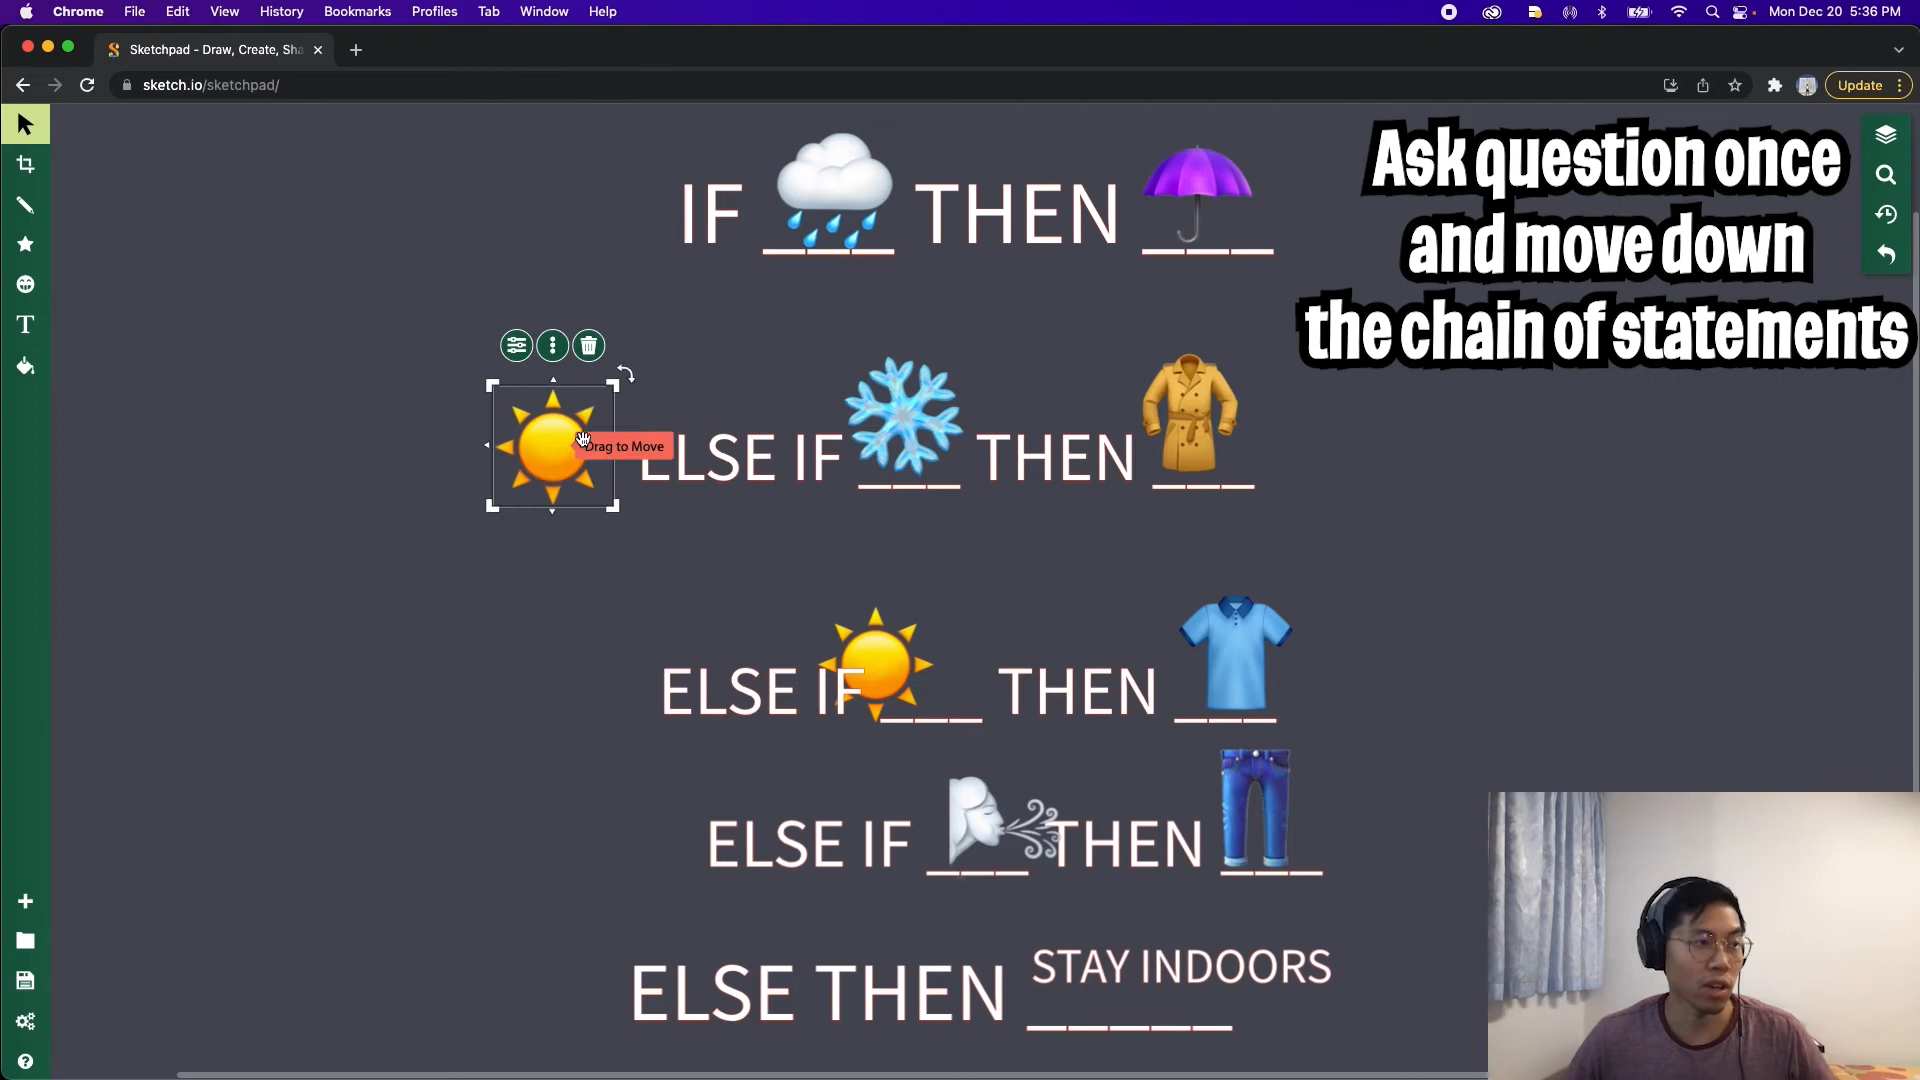 Chrome File Edit View History Bookmarks Profiles Tab Window Help Mon Dec 20 5:36 PM
Sketchpad - Draw, Create, Sha
sketch.io/sketchpad/ Update
IF ___ THEN ___
Ask question once
and move down
the chain of statements
Drag to Move
ELSE IF ___ THEN ___
ELSE IF ___ THEN ___
ELSE IF ___ THEN ___
STAY INDOORS
ELSE THEN _____
T